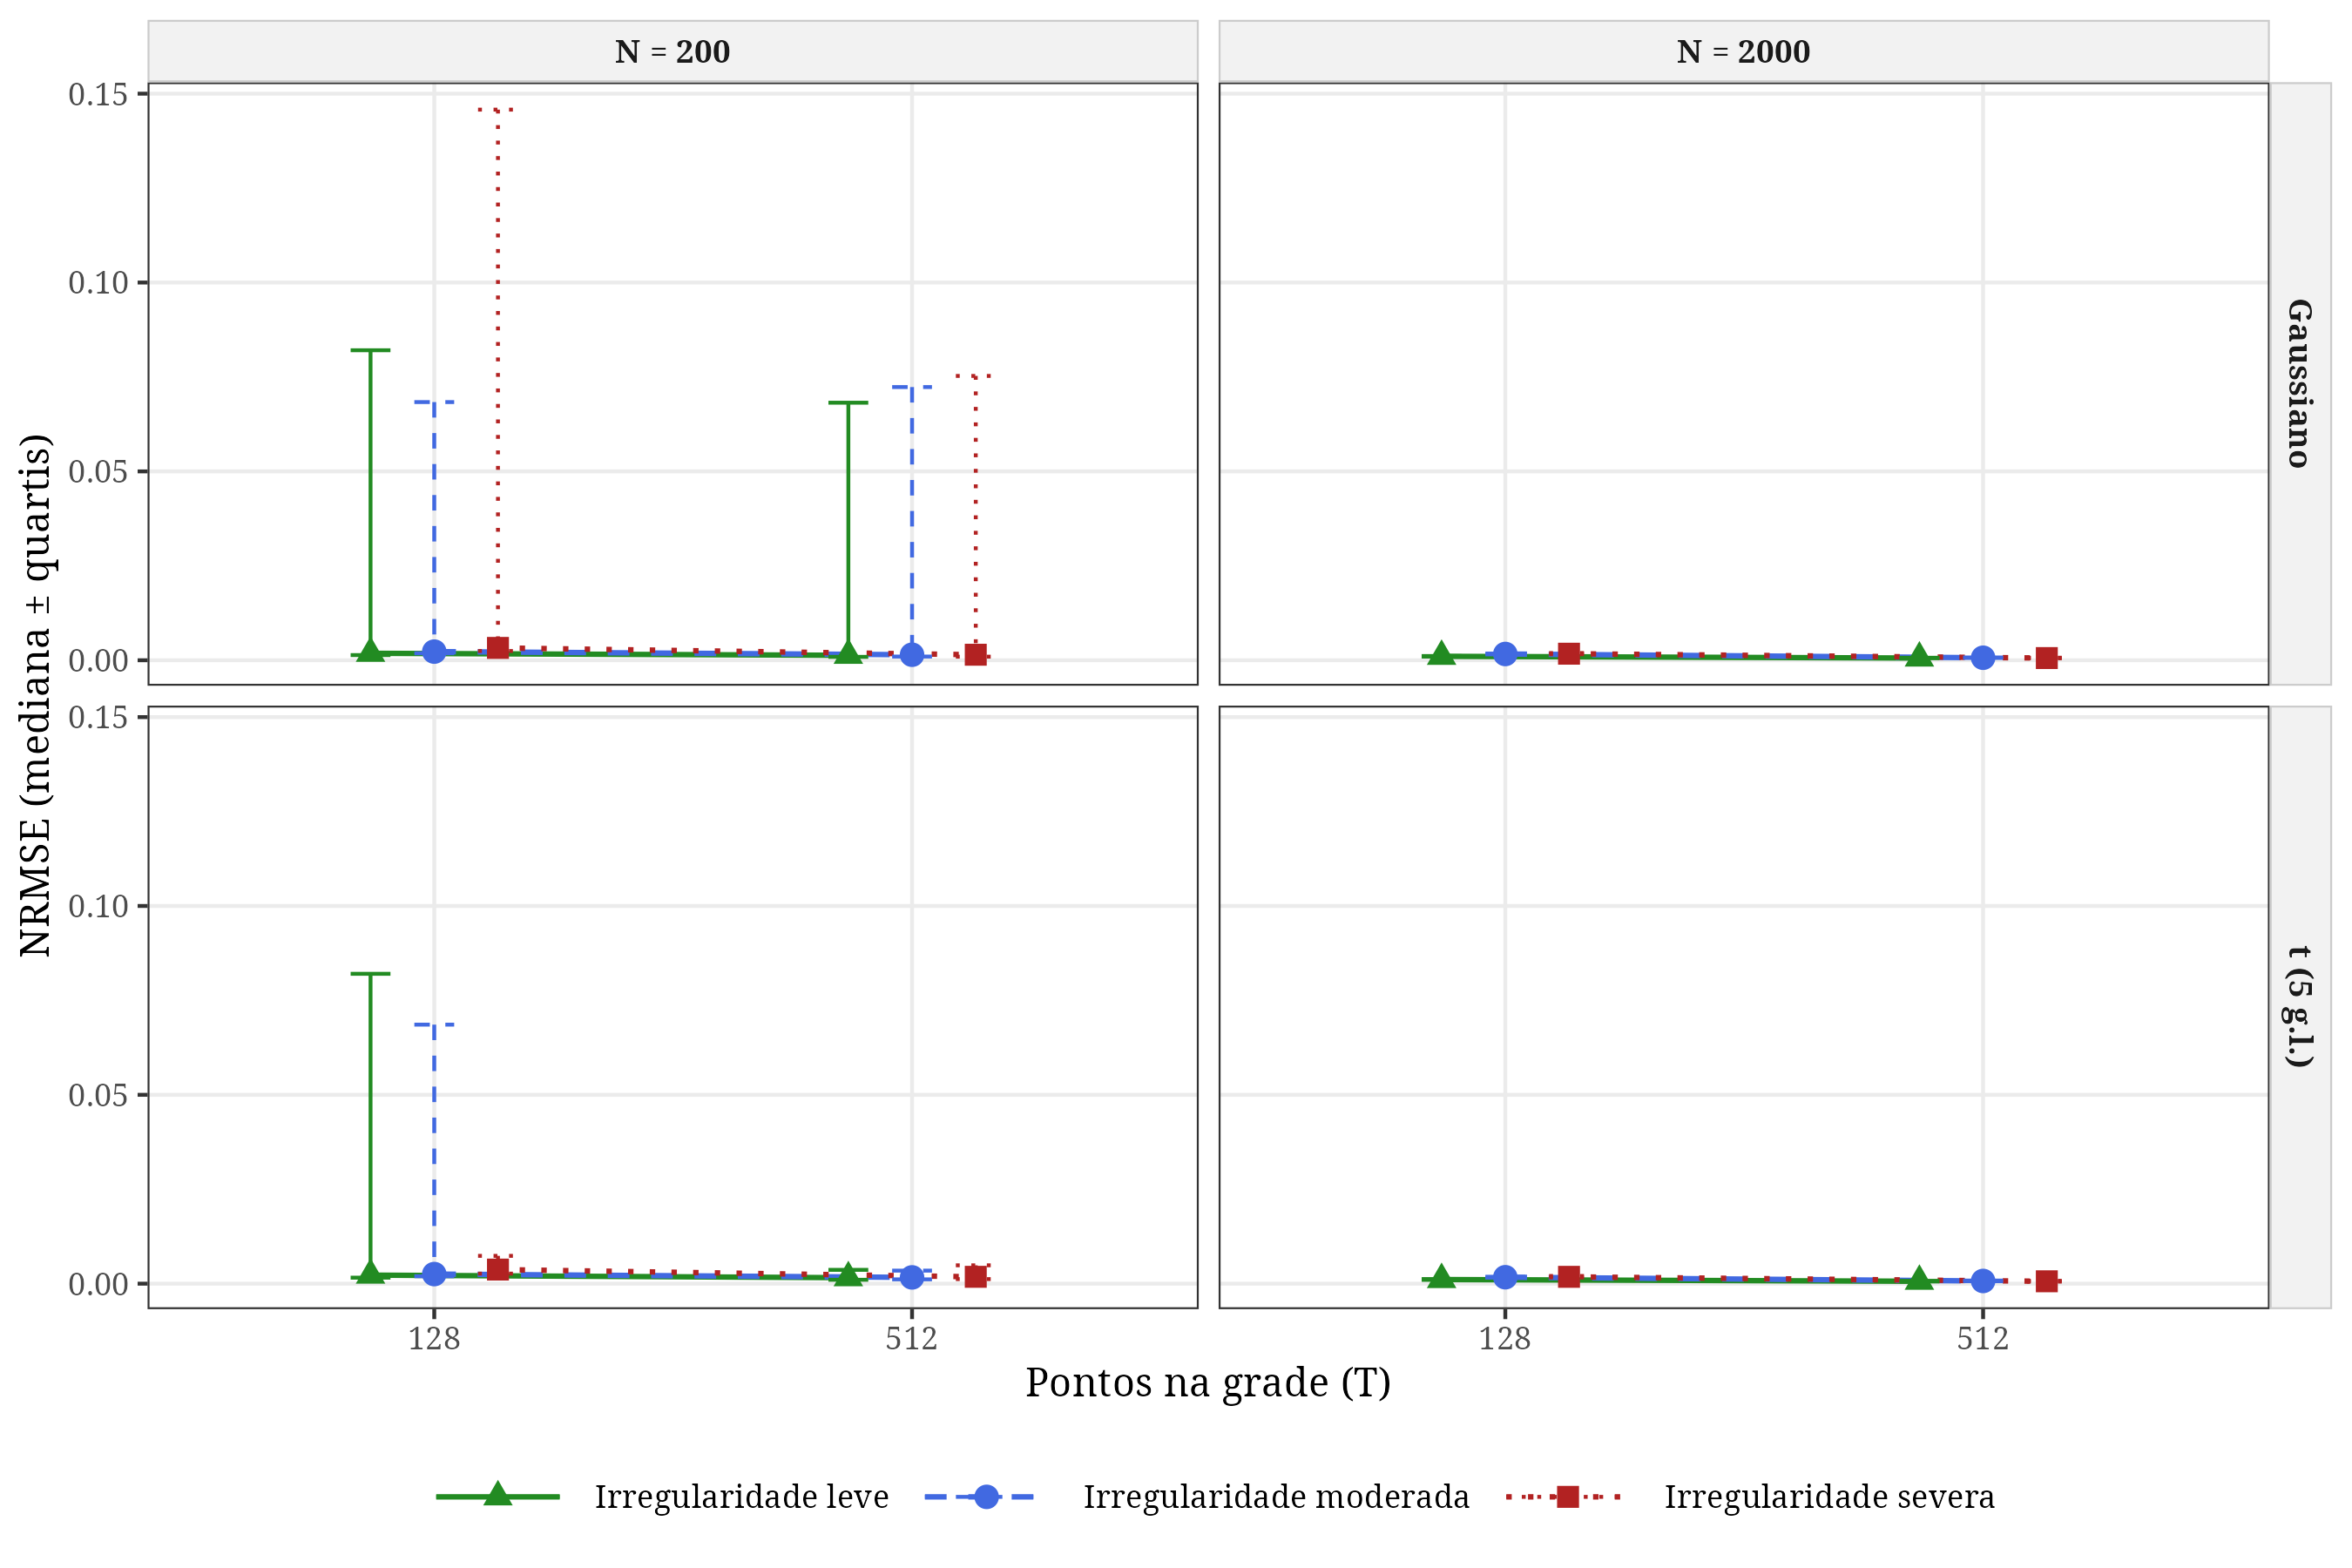 N = 200
N = 2000
0.15
0.10
0.05
0.00
Gaussiano
0.15
0.10
0.05
0.00
t (5 g.l.)
NRMSE (mediana ± quartis)
128
512
128
512
Pontos na grade (T)
Irregularidade leve
Irregularidade moderada
Irregularidade severa